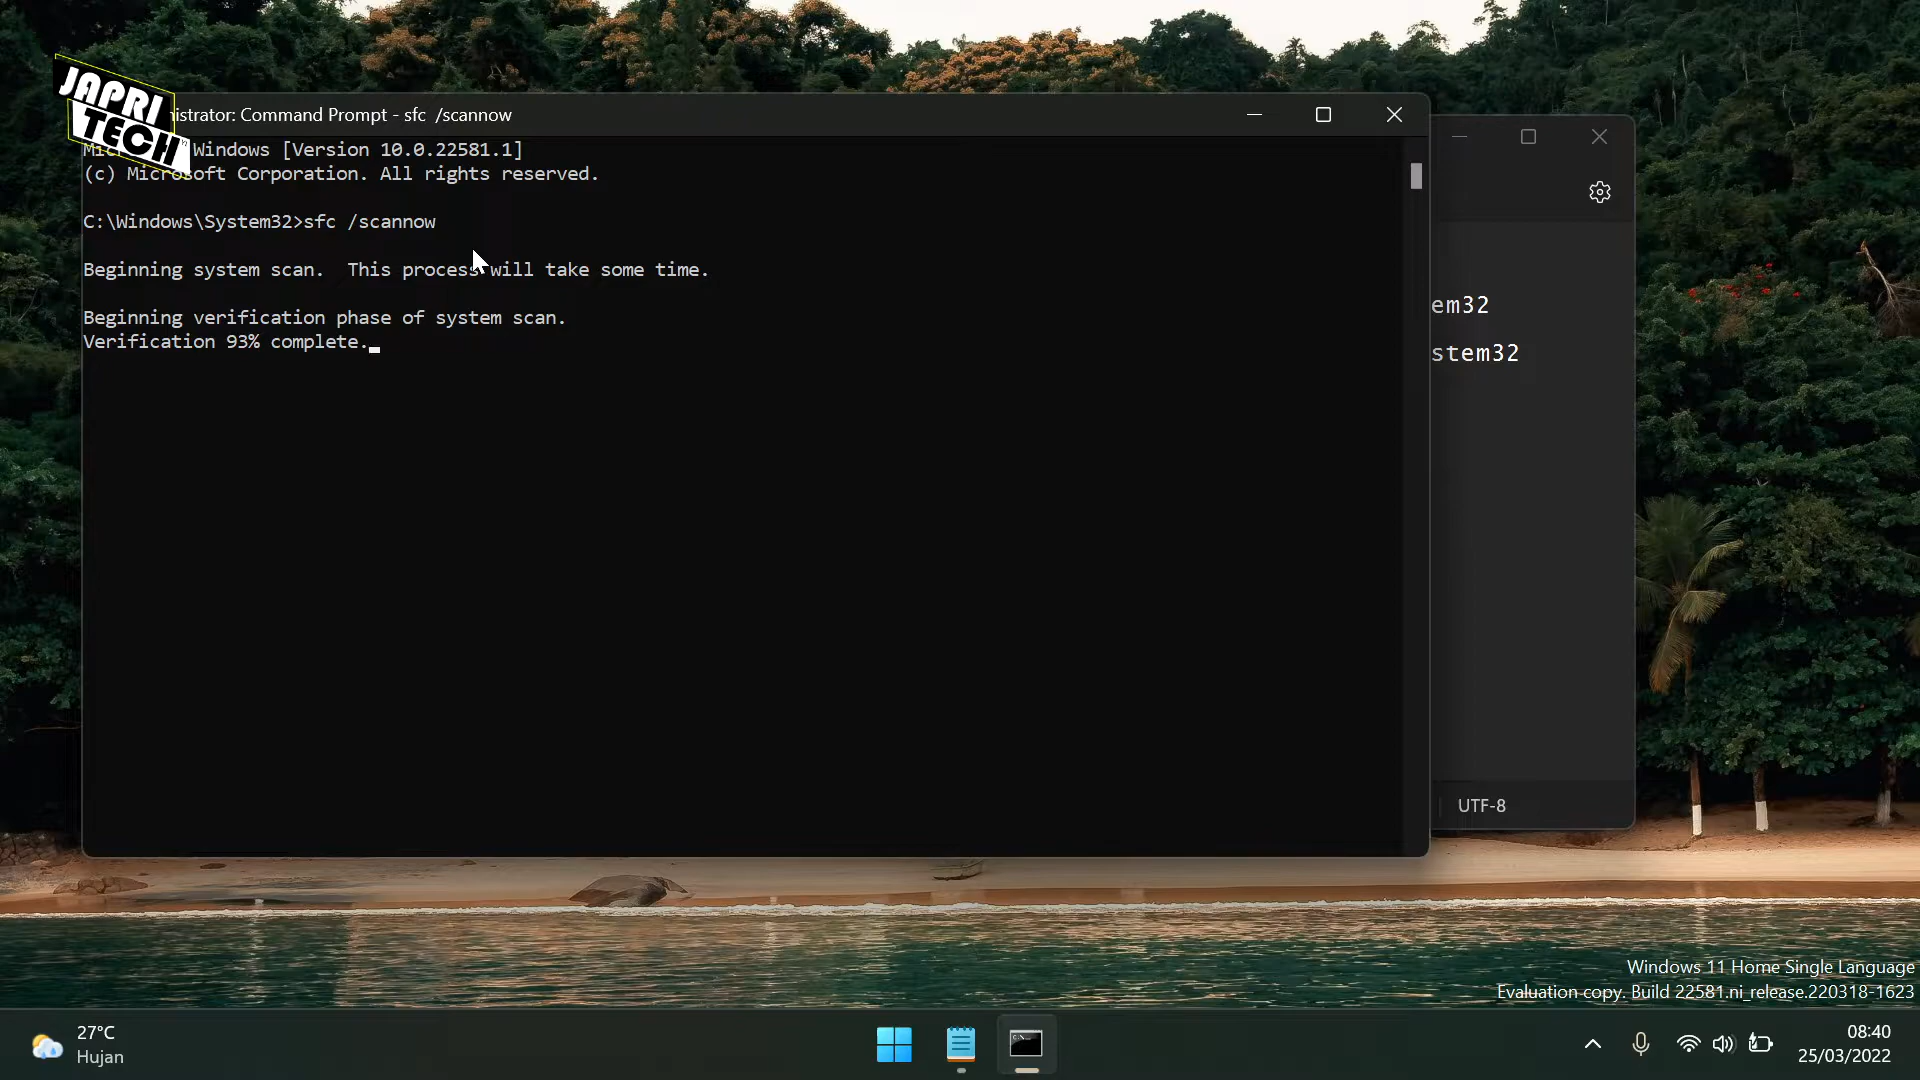 JAPRI
TECH
istrator: Command Prompt - sfc /scannow
Windows [Version 10.0.22581.1]
(c) Microsoft Corporation. All rights reserved.
C:\Windows\System32>sfc /scannow
Beginning system scan. This process will take some time.
Beginning verification phase of system scan.
Verification 93% complete.
em32
stem32
UTF-8
Windows 11 Home Single Language
Evaluation copy. Build 22581.ni_release.220318-1623
27°C
Hujan
08:40
25/03/2022